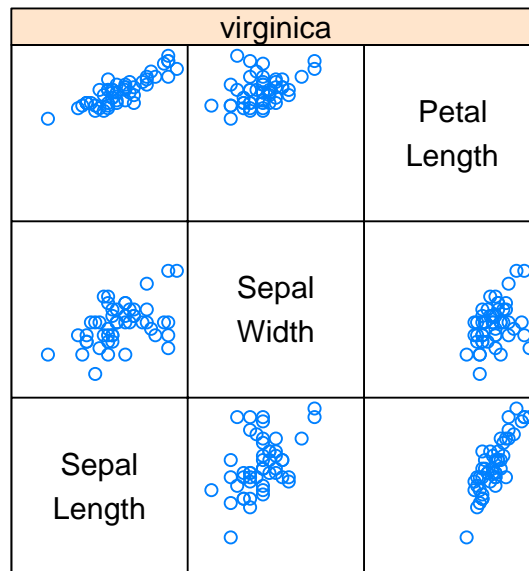 virginica
Petal
Length
Sepal
Width
Sepal
Length